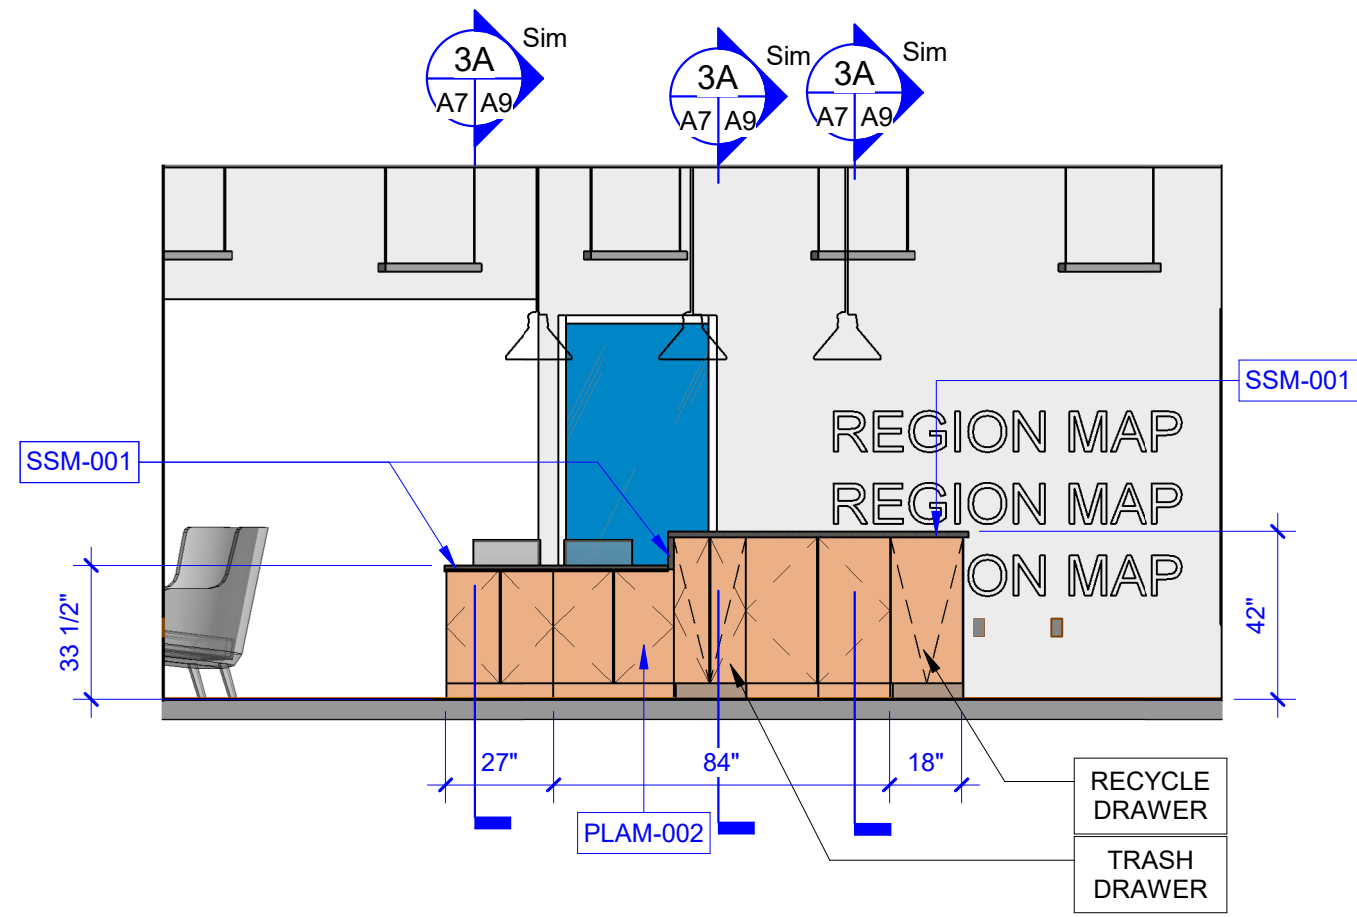 3A
Sim
A7 A9
3A
Sim
A7 A9
3A
Sim
A7 A9
SSM-001
REGION MAP
SSM-001
REGION MAP
ON MAP
33 1/2"
42"
27"
84"
18"
PLAM-002
RECYCLE
DRAWER
TRASH
DRAWER